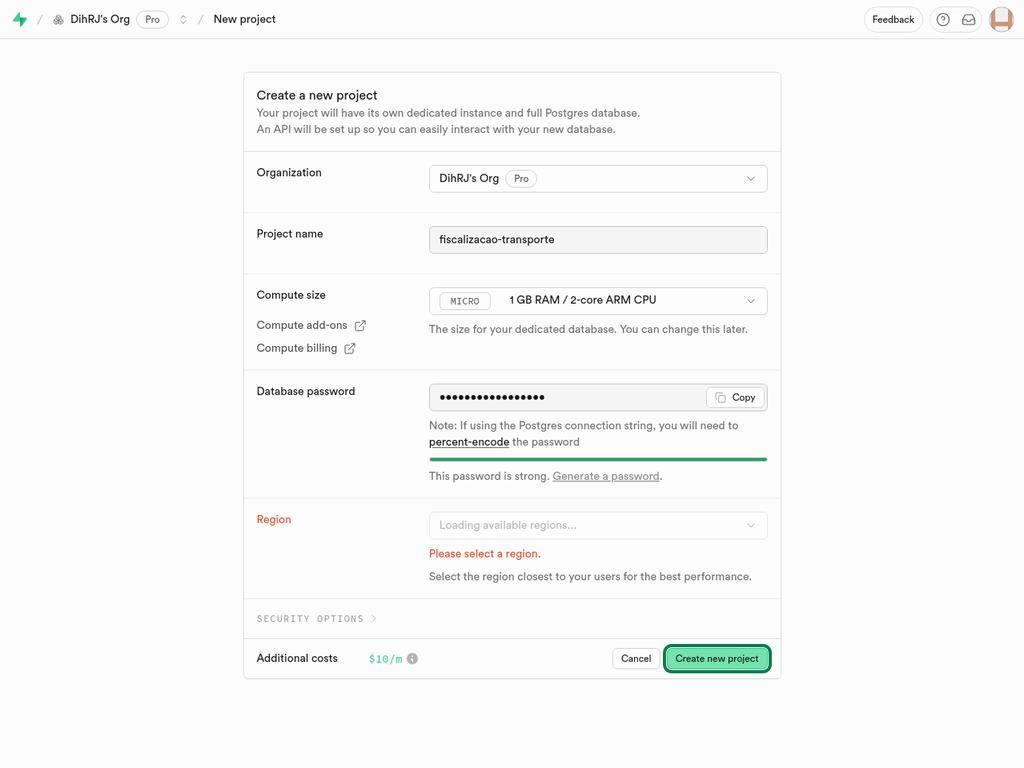 DihRJ's Org Pro New project Feedback
Create a new project
Your project will have its own dedicated instance and full Postgres database.
An API will be set up so you can easily interact with your new database.
Organization
DihRJ's Org Pro
Project name
fiscalizacao-transporte
Compute size
MICRO 1 GB RAM / 2-core ARM CPU
Compute add-ons
The size for your dedicated database. You can change this later.
Compute billing
Database password
••••••••••••••••• Copy
Note: If using the Postgres connection string, you will need to
percent-encode the password
This password is strong. Generate a password.
Region
Loading available regions...
Please select a region.
Select the region closest to your users for the best performance.
SECURITY OPTIONS
Additional costs $10/m Cancel Create new project